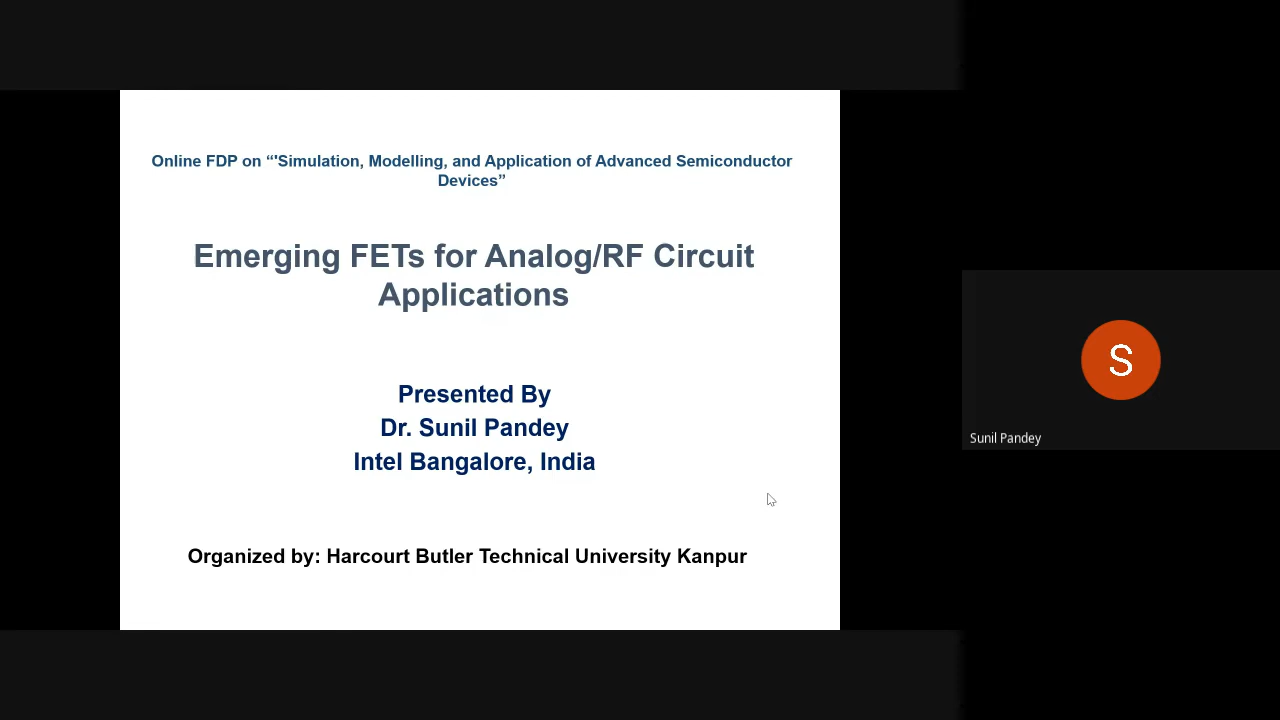 Online FDP on “'Simulation, Modelling, and Application of Advanced Semiconductor
Devices”
Emerging FETs for Analog/RF Circuit
Applications
Presented By
Dr. Sunil Pandey
Intel Bangalore, India
Organized by: Harcourt Butler Technical University Kanpur
S
Sunil Pandey